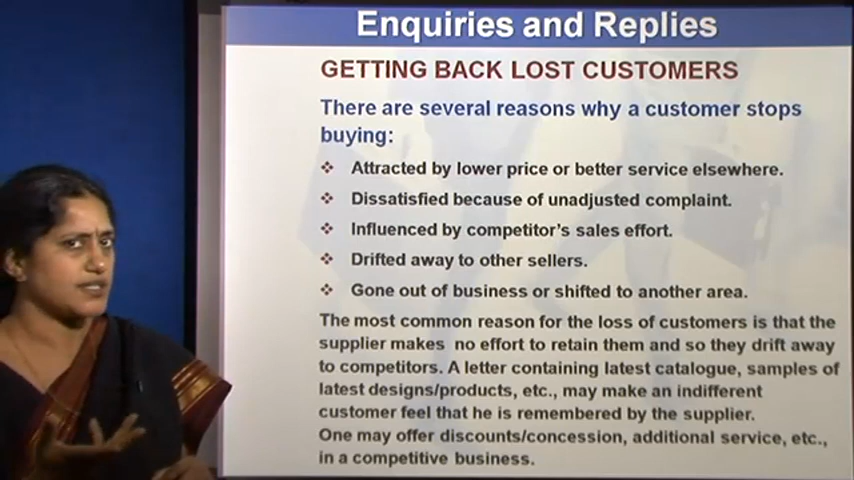 Enquiries and Replies
GETTING BACK LOST CUSTOMERS
There are several reasons why a customer stops
buying:
❖ Attracted by lower price or better service elsewhere.
❖ Dissatisfied because of unadjusted complaint.
❖ Influenced by competitor's sales effort.
❖ Drifted away to other sellers.
❖ Gone out of business or shifted to another area.
The most common reason for the loss of customers is that the
supplier makes no effort to retain them and so they drift away
to competitors. A letter containing latest catalogue, samples of
latest designs/products, etc., may make an indifferent
customer feel that he is remembered by the supplier.
One may offer discounts/concession, additional service, etc.,
in a competitive business.